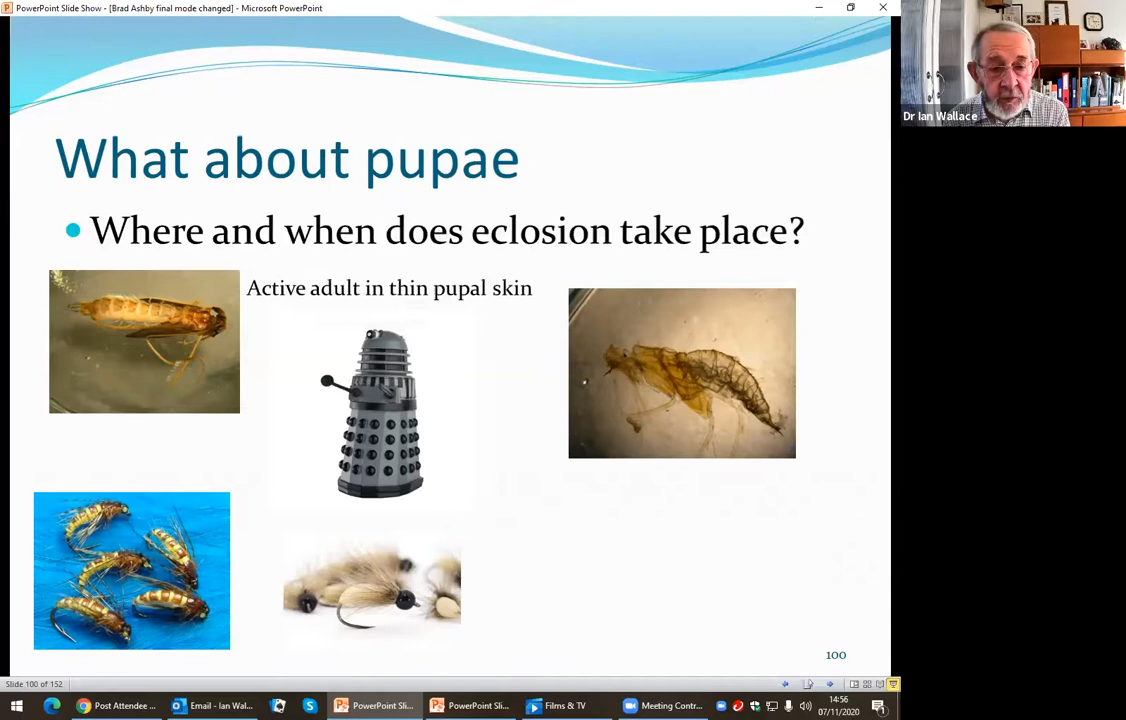 PowerPoint Slide Show - [Brad Ashby final mode changed] - Microsoft PowerPoint
Dr Ian Wallace
What about pupae
Where and when does eclosion take place?
Active adult in thin pupal skin
100
Slide 100 of 152
Post Attendee ...
Email - Ian Wal...
PowerPoint Sli...
PowerPoint Sli...
Films & TV
Meeting Contr...
14:56
07/11/2020